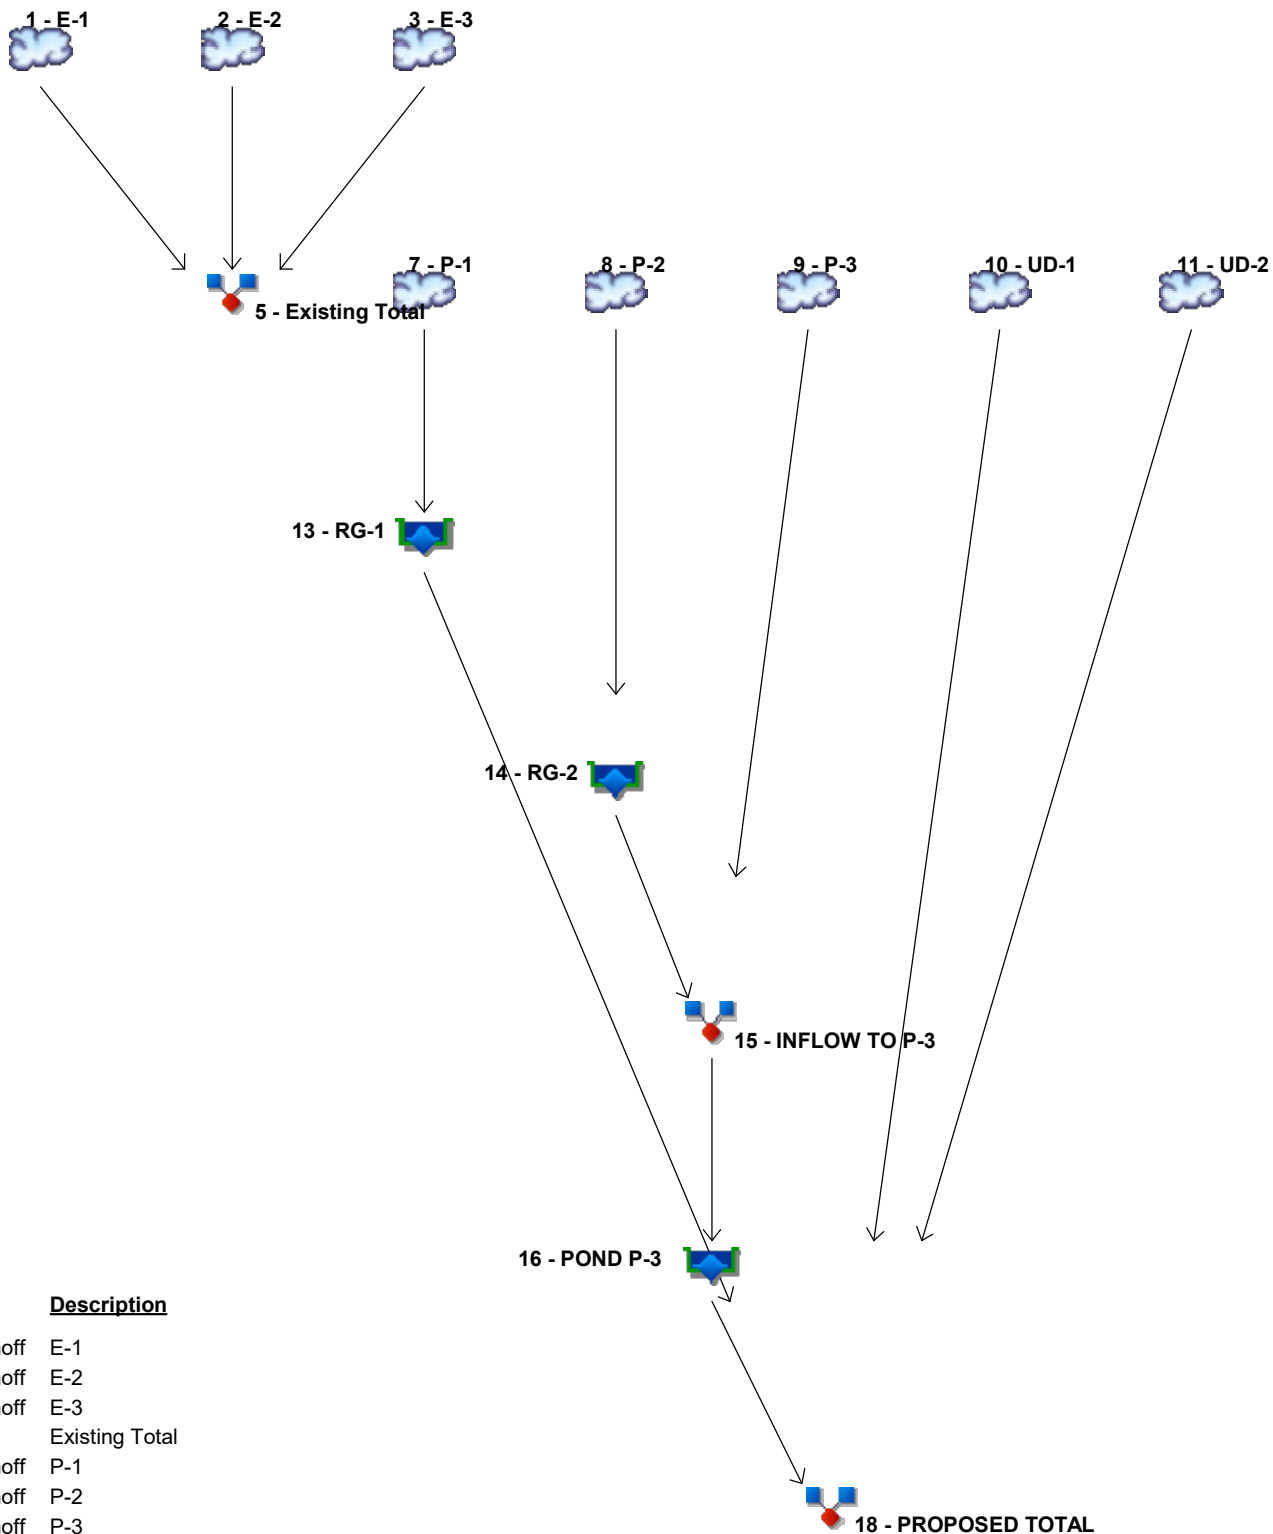 1 - E-1
2 - E-2
3 - E-3
5 - Existing Total
7 - P-1
8 - P-2
9 - P-3
10 - UD-1
11 - UD-2
13 - RG-1
14 - RG-2
15 - INFLOW TO P-3
16 - POND P-3
Description
off E-1
off E-2
off E-3
Existing Total
off P-1
off P-2
off P-3
18 - PROPOSED TOTAL